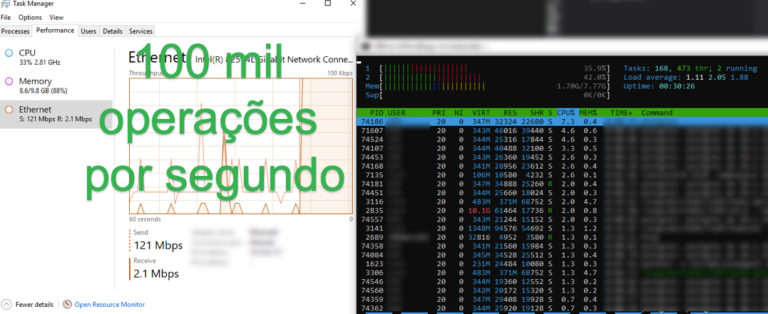 Task Manager
File Options View
Processes Performance Users Details Services
CPU
33% 2.81 GHz
Memory
8.6/9.8 GB (88%)
Ethernet
S: 121 Mbps R: 2.1 Mbps
Ethernet Intel(R) Gigabit Network Conne...
Throughput 100 Kbps
100 mil
operações
por segundo
60 seconds 0
Send
121 Mbps
Receive
2.1 Mbps
Fewer details Open Resource Monitor
1 [ 35.9%]
2 [ 42.0%]
Mem[ 1.70G/7.77G]
Swp[ 0K/0K]
Tasks: 168, 473 thr; 2 running
Load average: 1.11 2.05 1.88
Uptime: 00:30:26
PID USER PRI NI VIRT RES SHR S CPU% MEM% TIME+ Command
74186 20 0 347M 32324 22680 S 7.3 0.4
71607 20 0 348M 46016 39440 S 4.6 0.6
74524 20 0 344M 25316 17844 S 4.6 0.3
74107 20 0 344M 40488 32100 S 3.3 0.5
74453 20 0 343M 26360 19452 S 2.6 0.3
74168 20 0 341M 28956 23612 S 2.6 0.4
7135 20 0 106M 10580 4232 S 2.6 0.1
74181 20 0 347M 34888 25260 R 2.0 0.4
74451 20 0 344M 25660 18024 S 2.0 0.3
3116 20 0 483M 371M 68752 S 2.0 4.7
2835 20 0 10.1G 61464 17736 R 2.0 0.8
74557 20 0 343M 21244 15152 S 2.0 0.3
3141 20 0 1348M 94576 54692 S 1.3 1.2
2689 20 0 32816 4952 3580 R 1.3 0.1
74358 20 0 341M 21560 15984 S 1.3 0.3
74084 20 0 345M 34528 25512 S 1.3 0.4
1623 20 0 231M 24484 10080 S 1.3 0.3
3306 20 0 483M 371M 68752 S 1.3 4.7
74446 20 0 344M 19360 12552 S 1.3 0.2
74546 20 0 342M 20172 15320 S 1.3 0.2
74359 20 0 347M 29408 19128 S 0.7 0.4
74362 20 0 347M 28920 19928 S 0.7 0.4